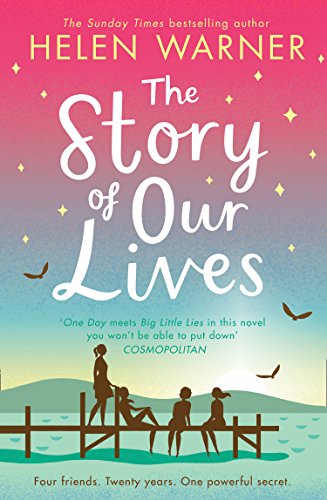 The Sunday Times bestselling author
HELEN WARNER
The
Story
of Our
Lives
'One Day meets Big Little Lies in this novel
you won't be able to put down'
COSMOPOLITAN
Four friends. Twenty years. One powerful secret.